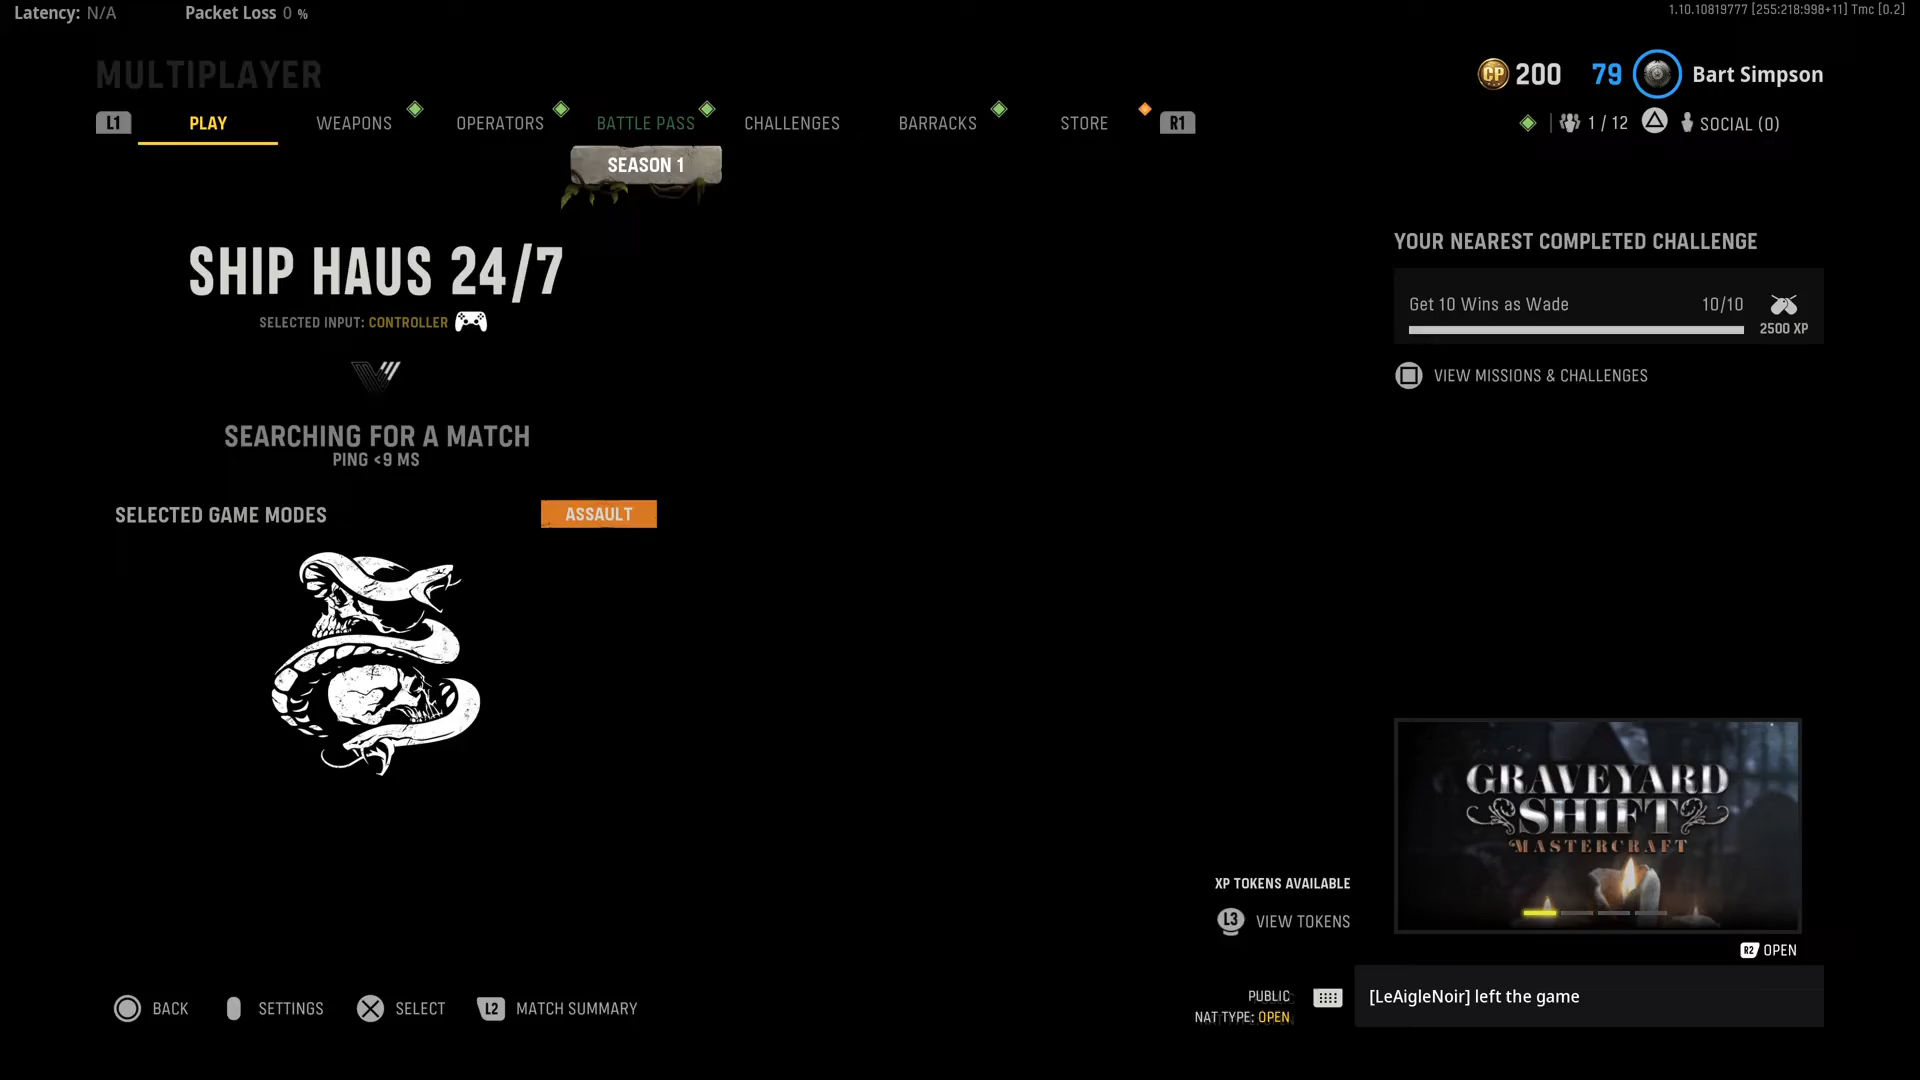 Latency: N/A Packet Loss 0 %
1.10.10819777 [255:218:998+11] Tmc [0.2]
MULTIPLAYER
CP 200 79 Bart Simpson
L1 PLAY WEAPONS OPERATORS BATTLE PASS CHALLENGES BARRACKS STORE R1
1 / 12 SOCIAL (0)
SEASON 1
SHIP HAUS 24/7
SELECTED INPUT: CONTROLLER
YOUR NEAREST COMPLETED CHALLENGE
Get 10 Wins as Wade 10/10
2500 XP
VIEW MISSIONS & CHALLENGES
SEARCHING FOR A MATCH
PING <9 MS
SELECTED GAME MODES ASSAULT
GRAVEYARD
SHIFT
MASTERCRAFT
XP TOKENS AVAILABLE
L3 VIEW TOKENS
R2 OPEN
BACK SETTINGS SELECT L2 MATCH SUMMARY
PUBLIC
NAT TYPE: OPEN
[LeAigleNoir] left the game